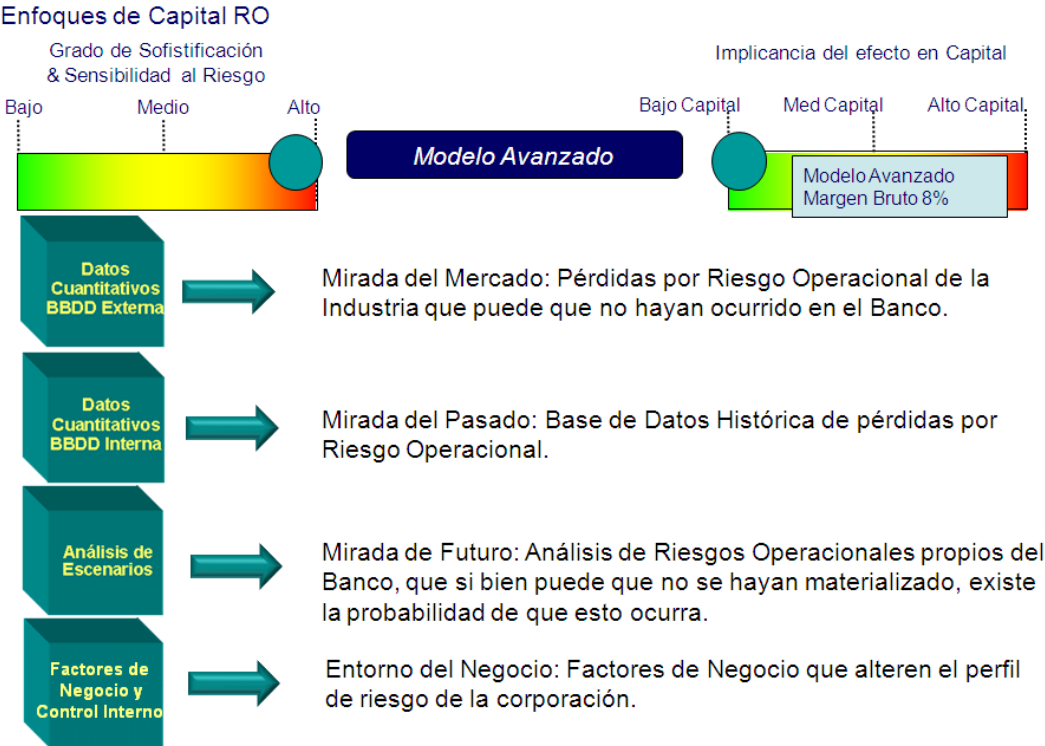 Enfoques de Capital RO
Grado de Sofistificación
& Sensibilidad al Riesgo
Bajo Medio Alto
Modelo Avanzado
Implicancia del efecto en Capital
Bajo Capital Med Capital Alto Capital.
Modelo Avanzado
Margen Bruto 8%
Datos
Cuantitativos
BBDD Externa
Mirada del Mercado: Pérdidas por Riesgo Operacional de la
Industria que puede que no hayan ocurrido en el Banco.
Datos
Cuantitativos
BBDD Interna
Mirada del Pasado: Base de Datos Histórica de pérdidas por
Riesgo Operacional.
Análisis de
Escenarios
Mirada de Futuro: Análisis de Riesgos Operacionales propios del
Banco, que si bien puede que no se hayan materializado, existe
la probabilidad de que esto ocurra.
Factores de
Negocio y
Control Interno
Entorno del Negocio: Factores de Negocio que alteren el perfil
de riesgo de la corporación.